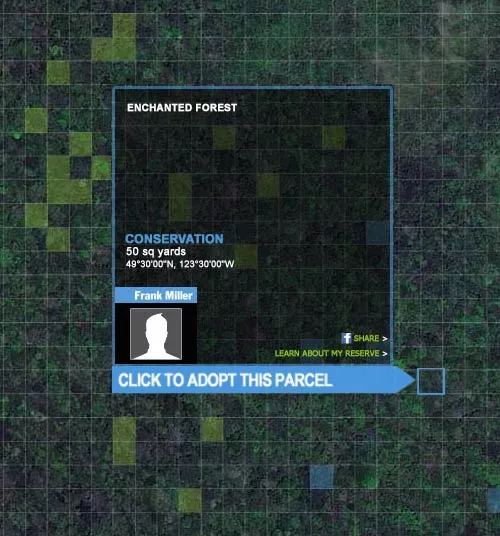 ENCHANTED FOREST
CONSERVATION
50 sq yards
49°30'00"N, 123°30'00"W
Frank Miller
f SHARE >
LEARN ABOUT MY RESERVE >
CLICK TO ADOPT THIS PARCEL